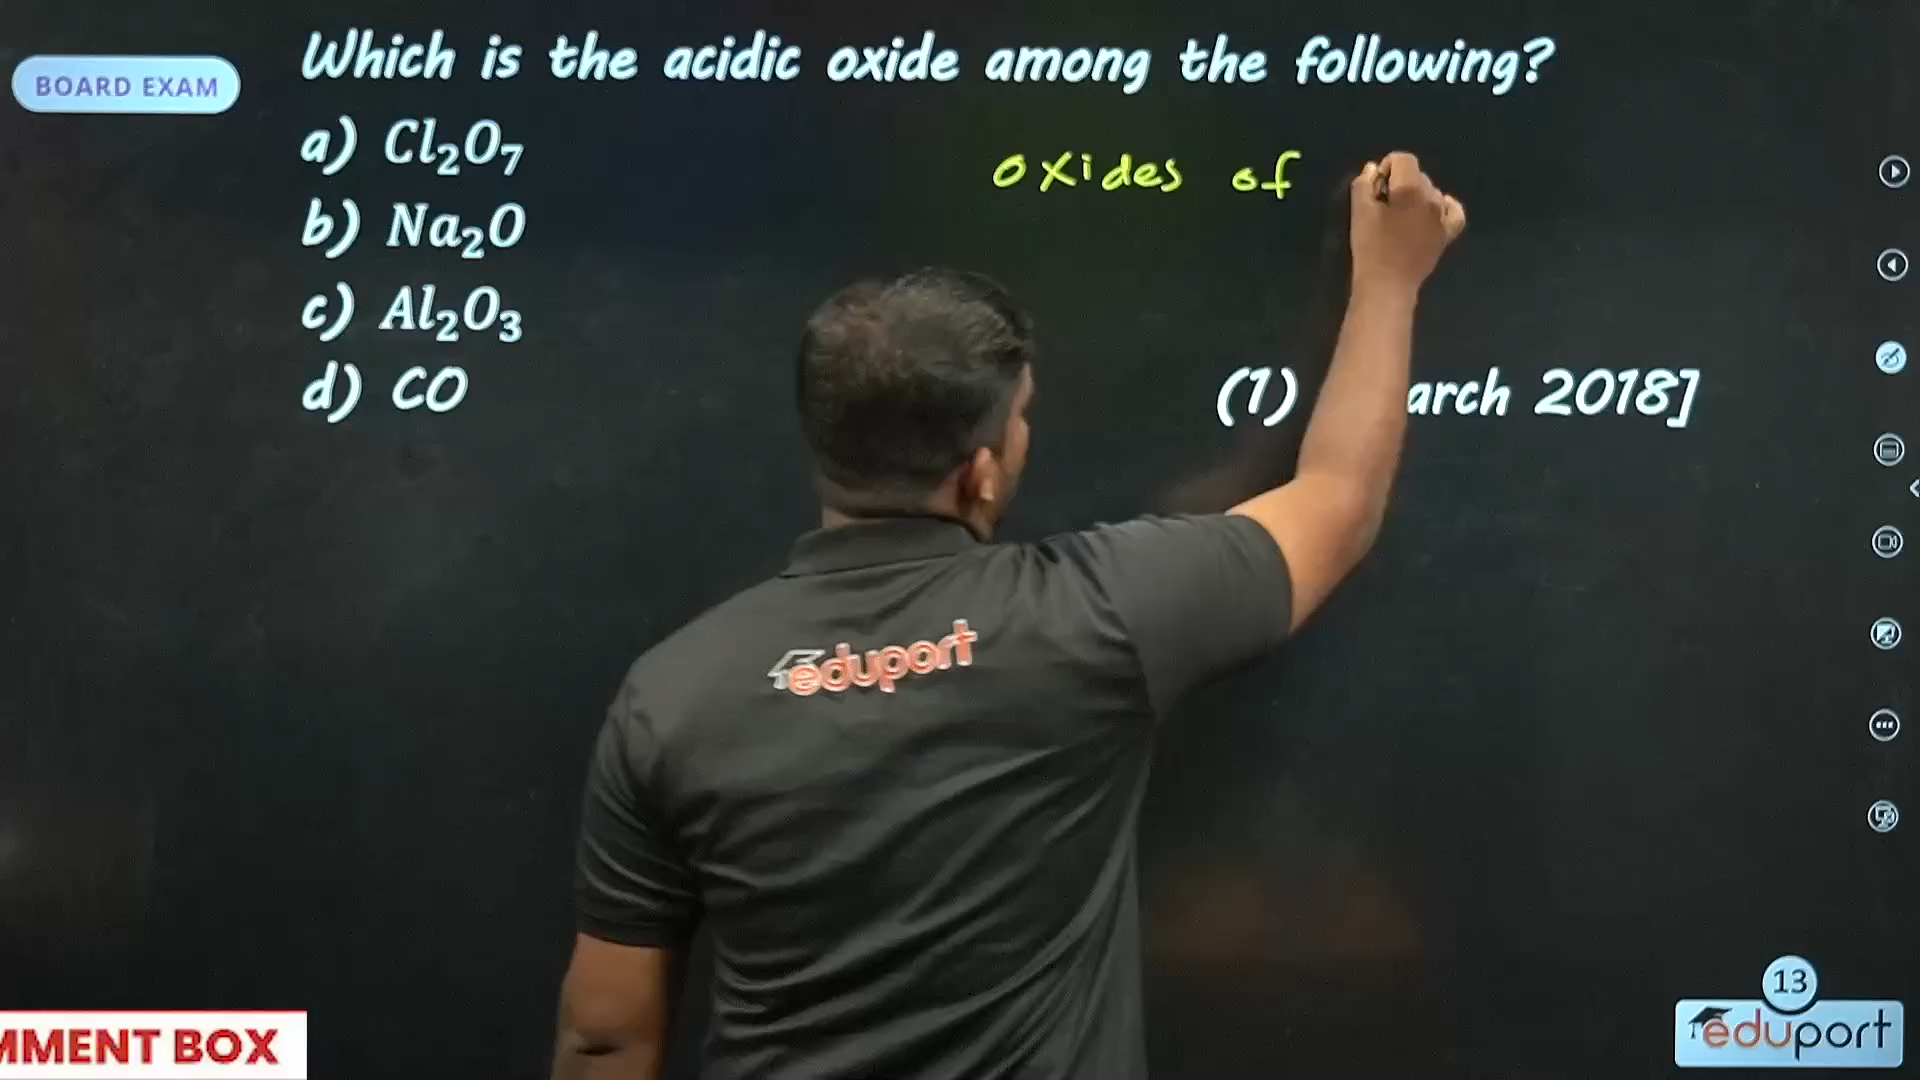 Which is the acidic oxide among the following?
BOARD EXAM
a) Cl₂O₇
oxides of
b) Na₂O
c) Al₂O₃
d) CO
(1) arch 2018]
eduport
13
eduport
MMENT BOX